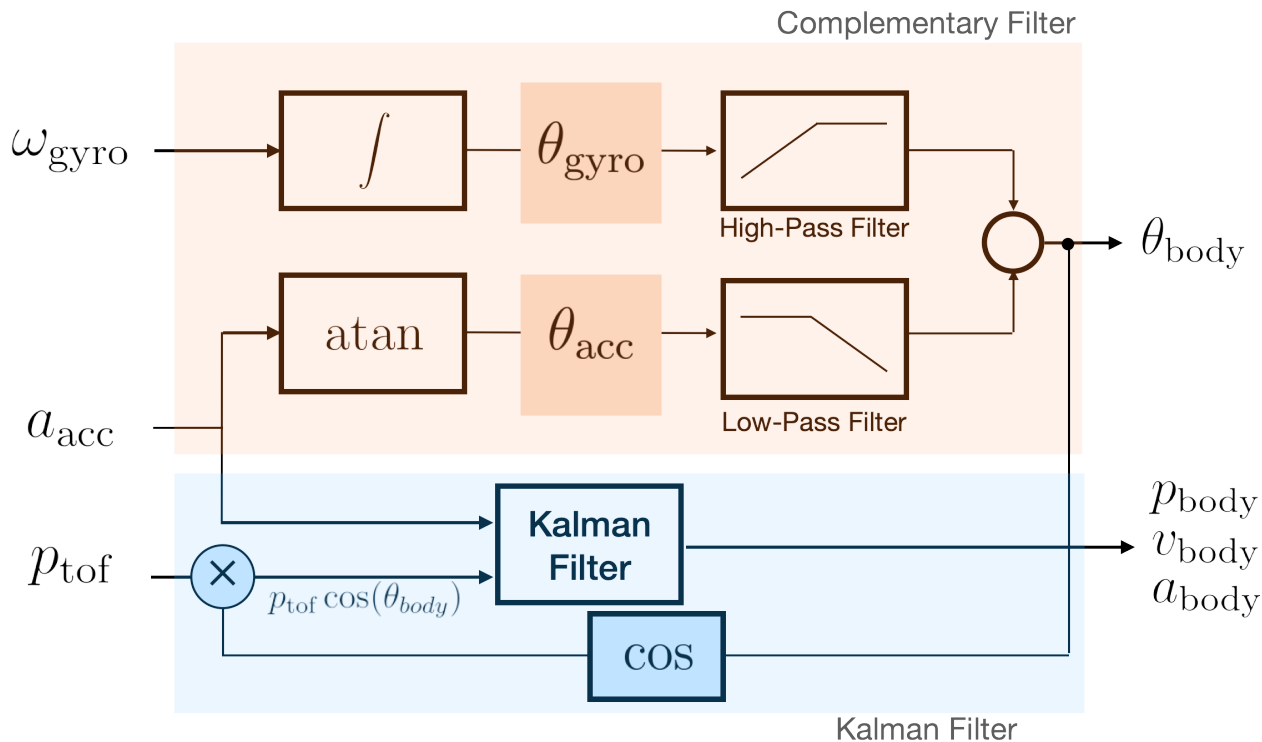 Complementary Filter
ω_gyro
∫
θ_gyro
High-Pass Filter
θ_body
atan
θ_acc
Low-Pass Filter
a_acc
p_body
v_body
a_body
Kalman
Filter
p_tof
×
p_tof cos(θ_body)
cos
Kalman Filter